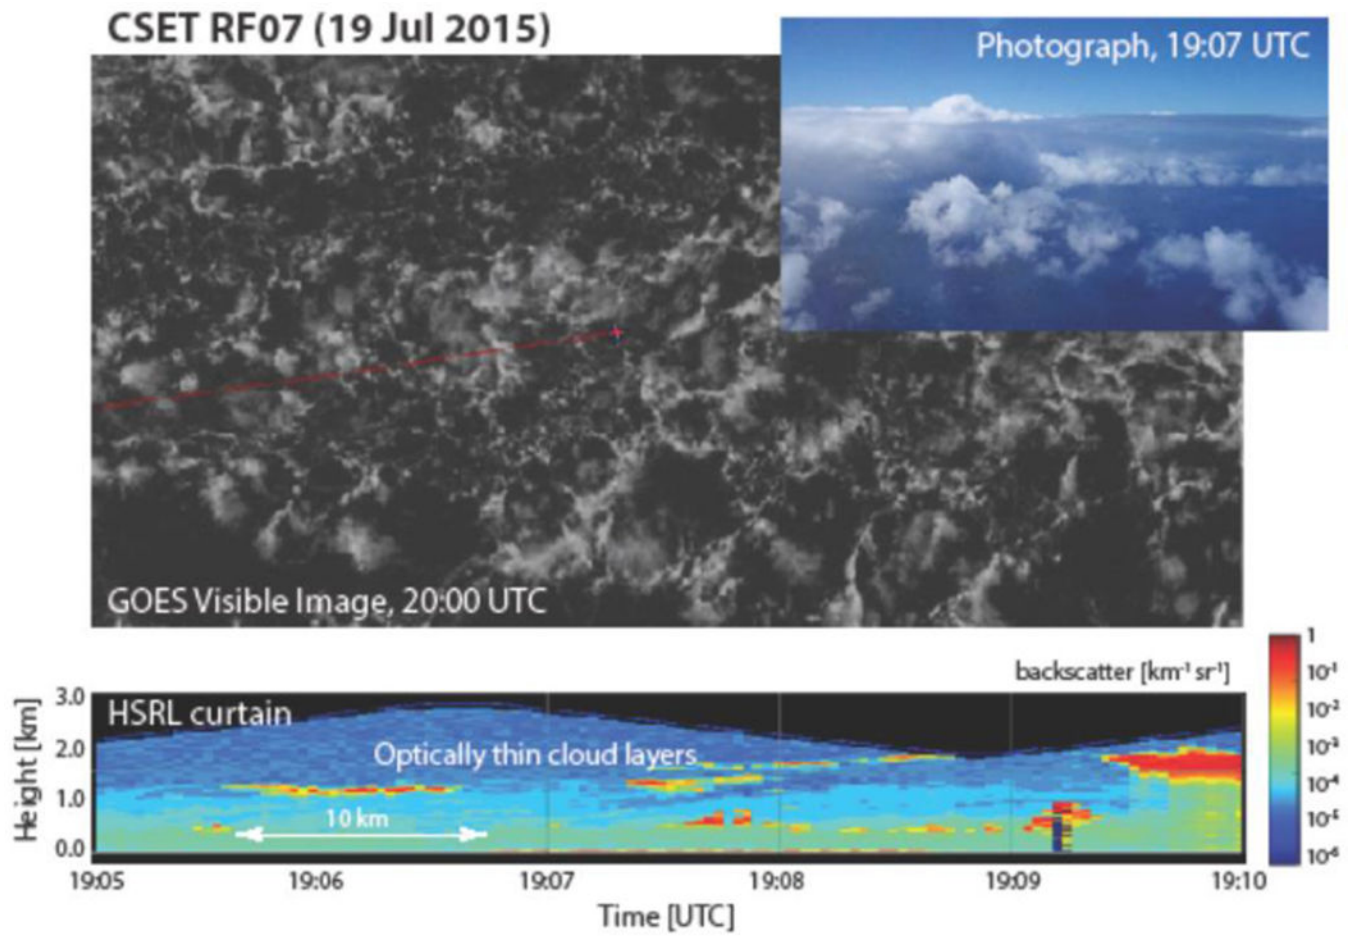 CSET RF07 (19 Jul 2015)
Photograph, 19:07 UTC
GOES Visible Image, 20:00 UTC
backscatter [km⁻¹ sr⁻¹]
1
10⁻¹
10⁻²
10⁻³
10⁻⁴
10⁻⁵
10⁻⁶
Height [km]
3.0
2.0
1.0
0.0
HSRL curtain
Optically thin cloud layers
10 km
19:05 19:06 19:07 19:08 19:09 19:10
Time [UTC]